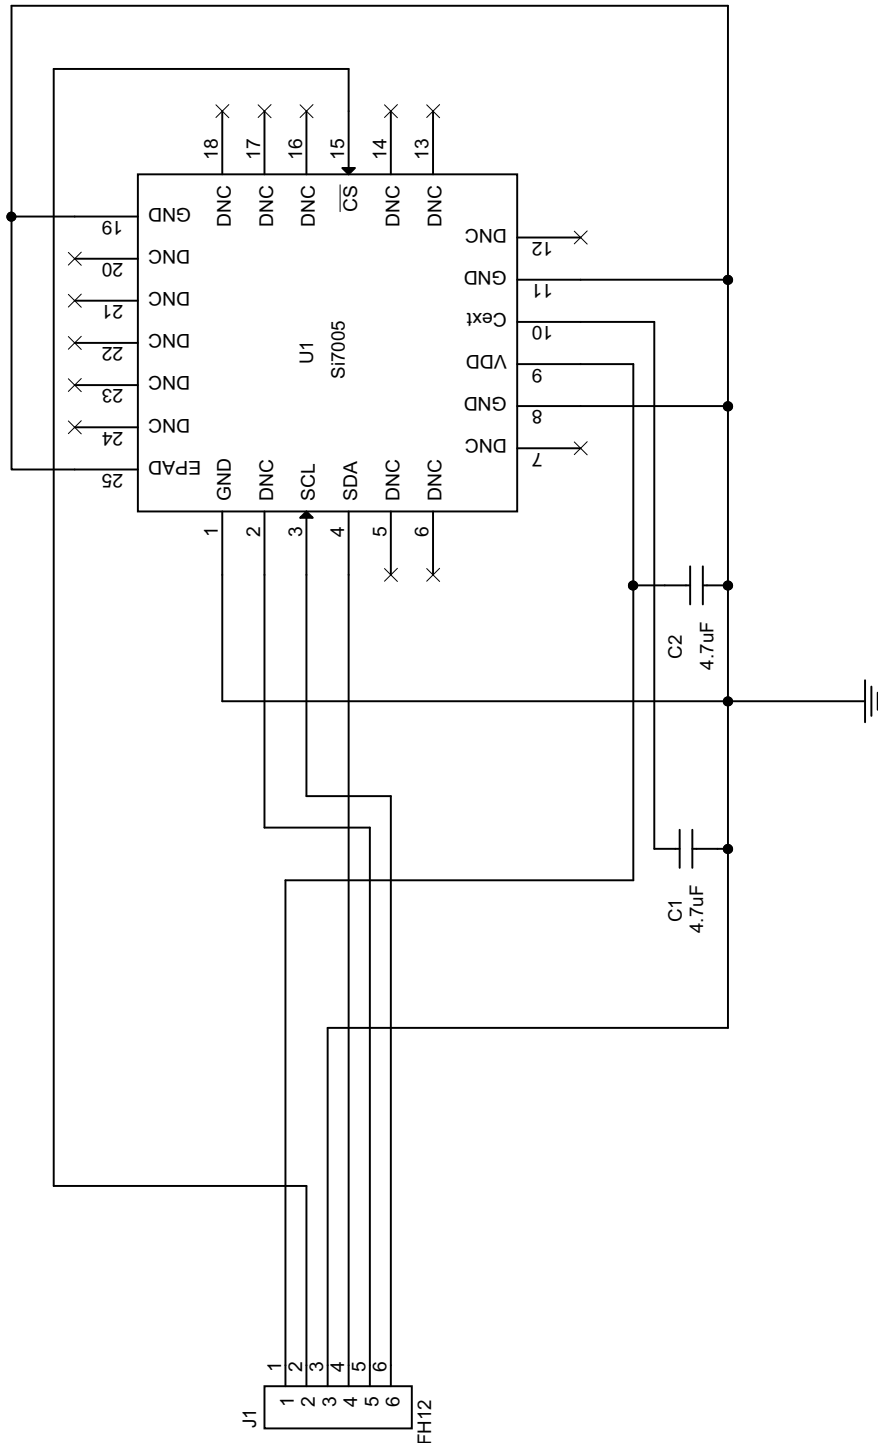 18
17
16
15
14
13
DNC
DNC
DNC
CS
DNC
DNC
19
GND
20
DNC
21
DNC
22
DNC
23
DNC
24
DNC
25
EPAD
DNC
12
GND
11
Cext
10
VDD
9
GND
8
DNC
7
U1
Si7005
GND
DNC
SCL
SDA
DNC
DNC
1
2
3
4
5
6
C2
4.7uF
C1
4.7uF
1
2
3
4
5
6
J1
1
2
3
4
5
6
FH12